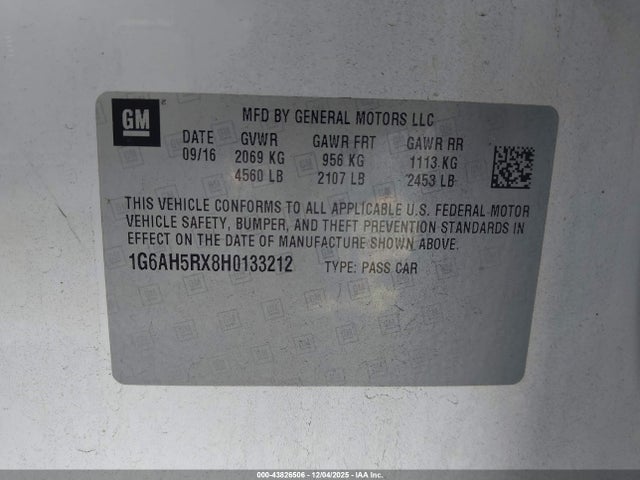 GM
MFD BY GENERAL MOTORS LLC
DATE GVWR GAWR FRT GAWR RR
09/16 2069 KG 956 KG 1113 KG
4560 LB 2107 LB 2453 LB
THIS VEHICLE CONFORMS TO ALL APPLICABLE U.S. FEDERAL MOTOR
VEHICLE SAFETY, BUMPER, AND THEFT PREVENTION STANDARDS IN
EFFECT ON THE DATE OF MANUFACTURE SHOWN ABOVE.
1G6AH5RX8H0133212 TYPE: PASS CAR
000-43826506 - 12/04/2025 - IAA Inc.